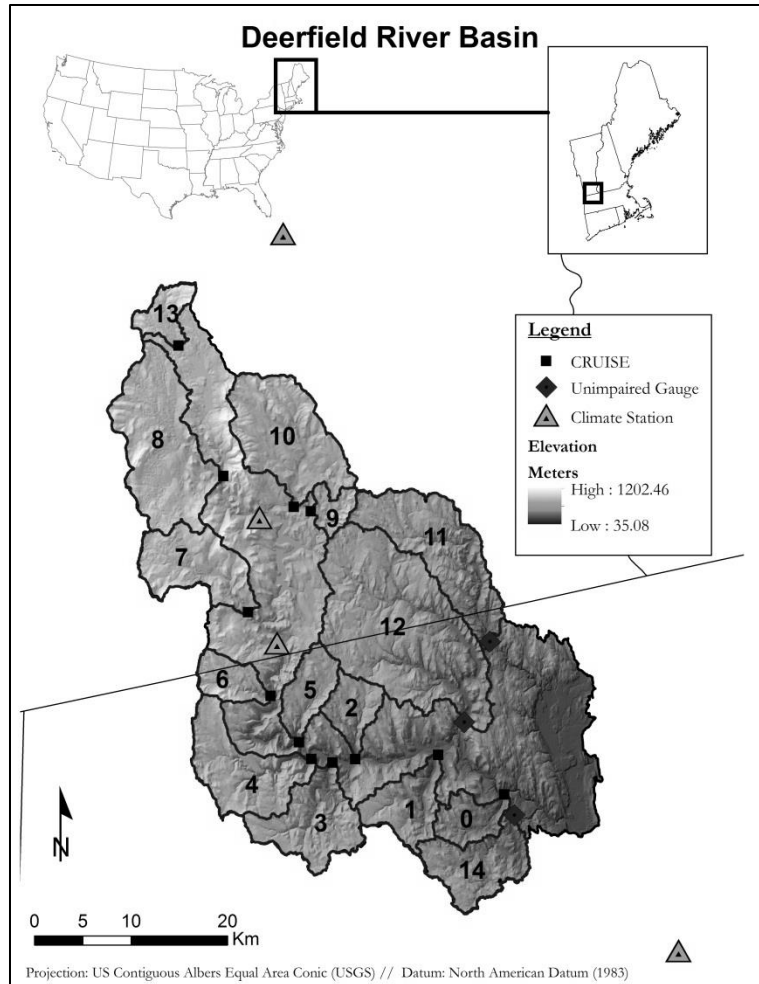 Deerfield River Basin
Legend
CRUISE
Unimpaired Gauge
Climate Station
Elevation
Meters
High : 1202.46
Low : 35.08
13
8
10
9
11
7
12
6
5
2
4
3
1
0
14
N
0 5 10 20
Km
Projection: US Contiguous Albers Equal Area Conic (USGS) // Datum: North American Datum (1983)